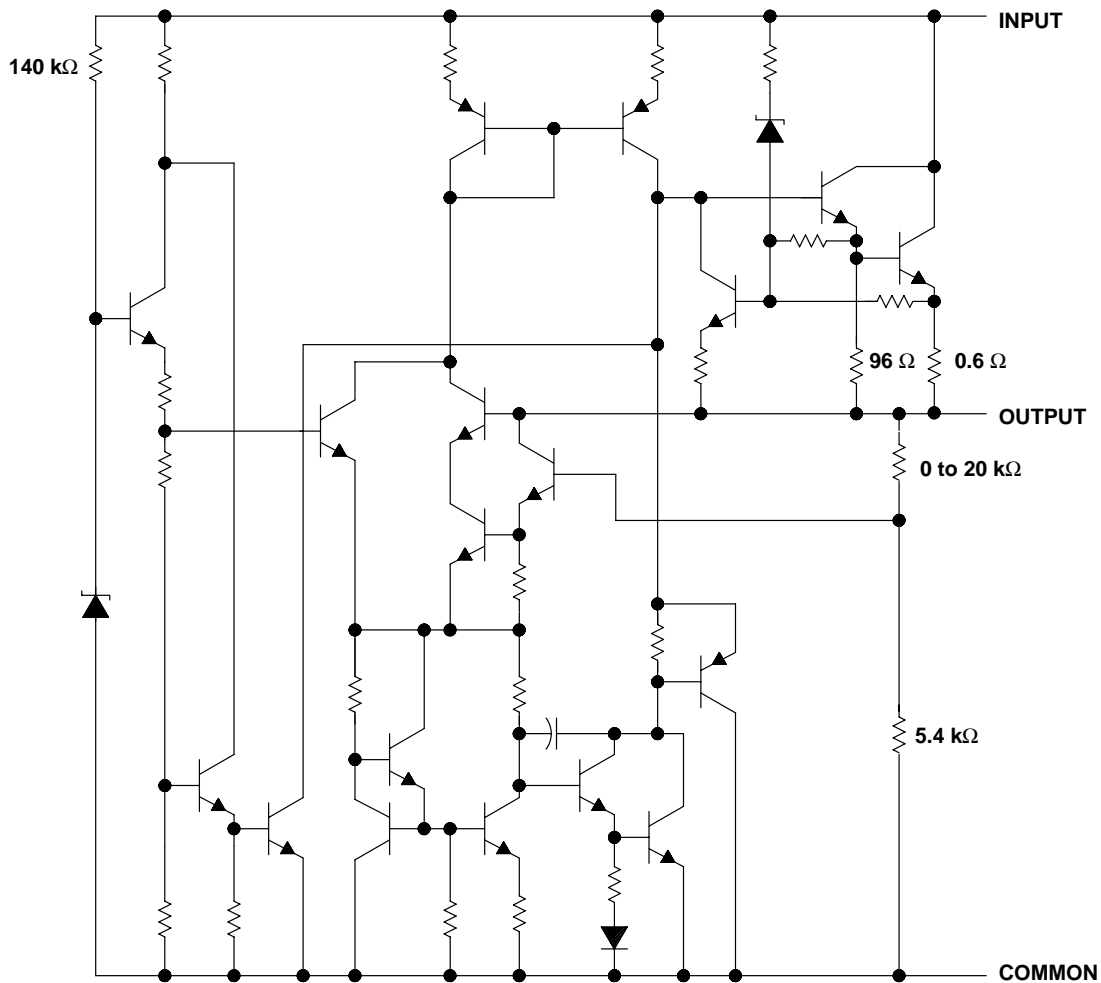 INPUT
140 kΩ
96 Ω
0.6 Ω
OUTPUT
0 to 20 kΩ
5.4 kΩ
COMMON